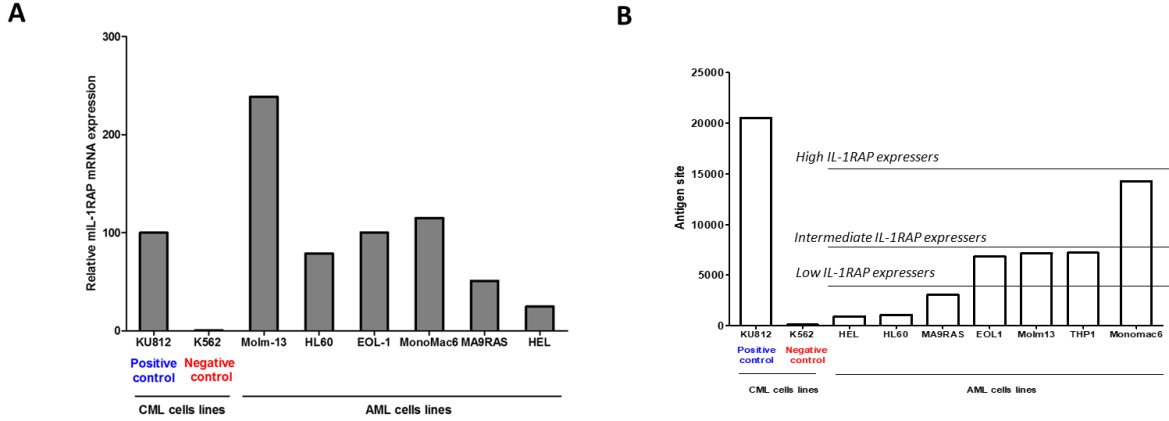 A
Relative mIL-1RAP mRNA expression
300
200
100
0
KU812 K562 Molm-13 HL60 EOL-1 MonoMac6 MA9RAS HEL
Positive control
Negative control
CML cells lines
AML cells lines
B
Antigen site
25000
20000
15000
10000
5000
0
High IL-1RAP expressers
Intermediate IL-1RAP expressers
Low IL-1RAP expressers
KU812 K562 HEL HL60 MA9RAS EOL1 Molm13 THP1 Monomac6
Positive control
Negative control
CML cells lines
AML cells lines